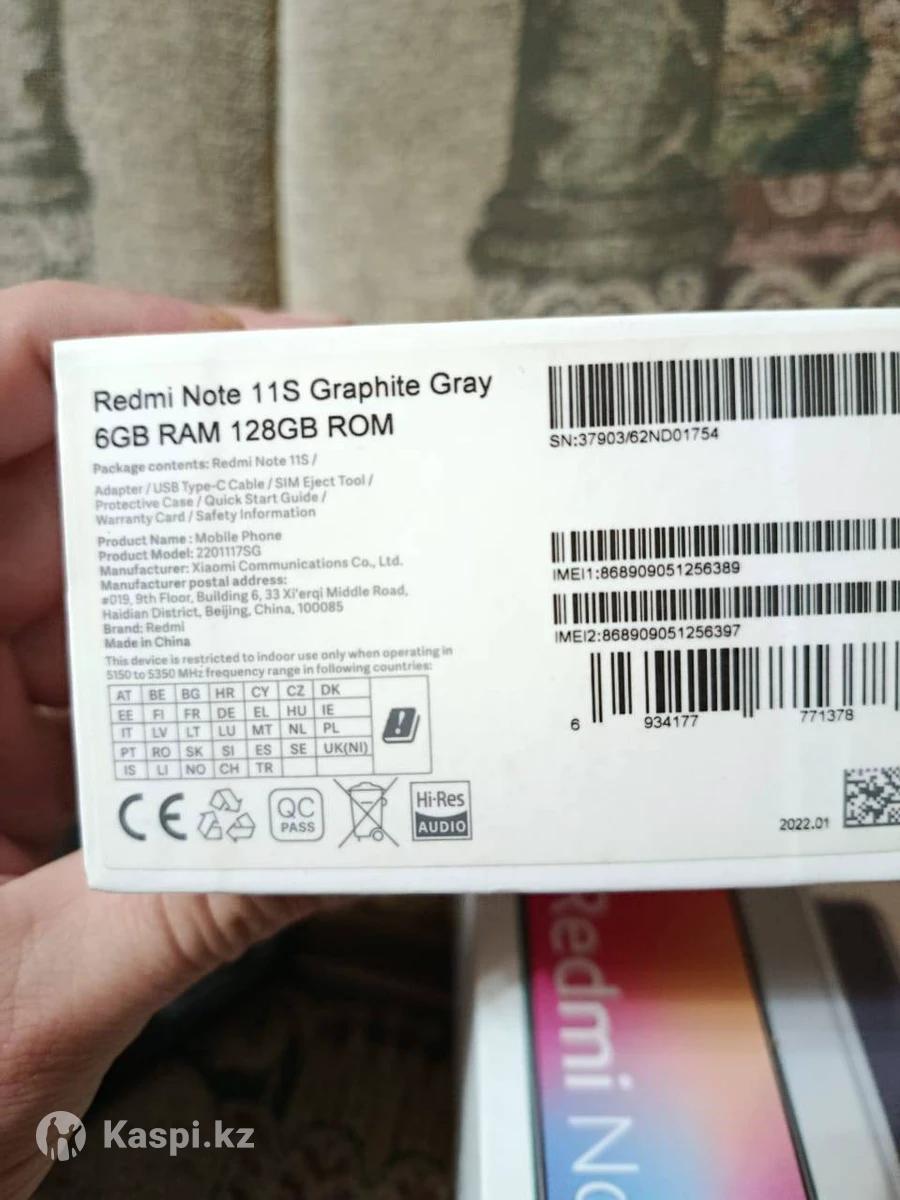 Redmi Note 11S Graphite Gray
6GB RAM 128GB ROM
Package contents: Redmi Note 11S /
Adapter / USB Type-C Cable / SIM Eject Tool /
Protective Case / Quick Start Guide /
Warranty Card / Safety Information
Product Name : Mobile Phone
Product Model: 2201117SG
Manufacturer: Xiaomi Communications Co., Ltd.
Manufacturer postal address:
#019, 9th Floor, Building 6, 33 Xi'erqi Middle Road,
Haidian District, Beijing, China, 100085
Brand: Redmi
Made in China
This device is restricted to indoor use only when operating in
5150 to 5350 MHz frequency range in following countries:
AT BE BG HR CY CZ DK
EE FI FR DE EL HU IE
IT LV LT LU MT NL PL
PT RO SK SI ES SE UK(NI)
IS LI NO CH TR
CE
QC
PASS
Hi-Res
AUDIO
SN:37903/62ND01754
IMEI1:868909051256389
IMEI2:868909051256397
6 934177 771378
2022.01
Redmi No
Kaspi.kz